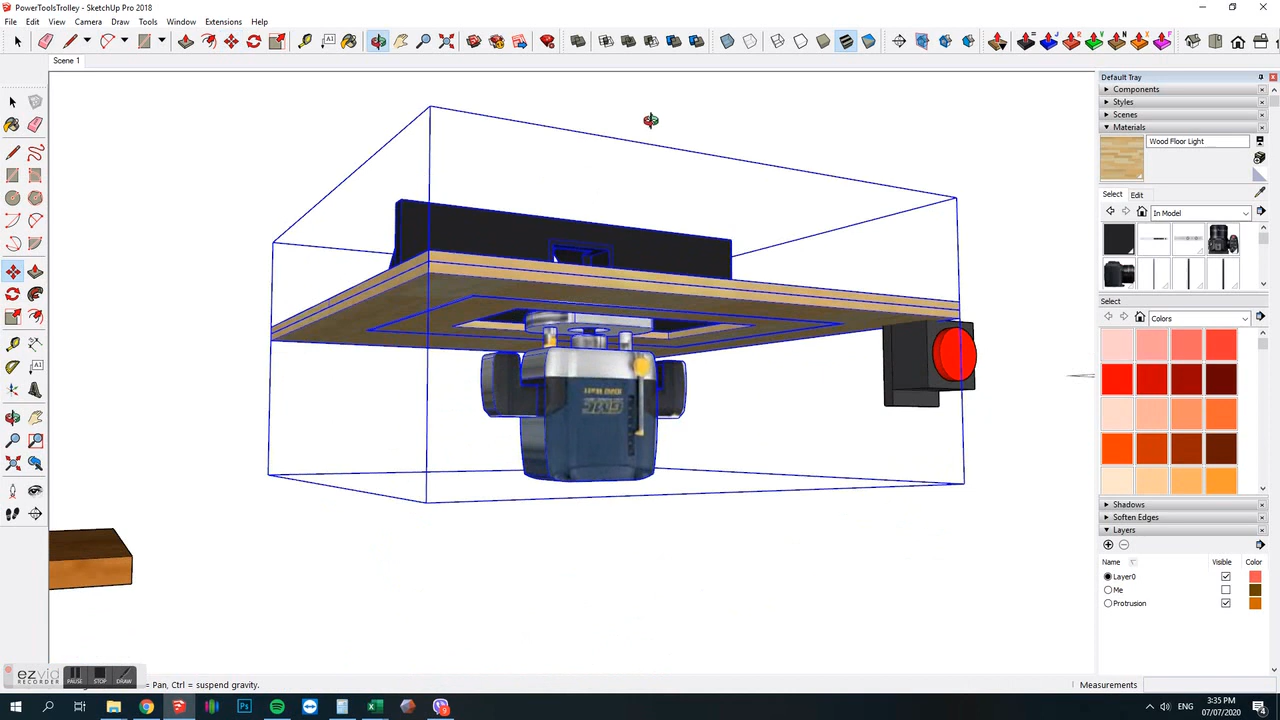 PowerToolsTrolley - SketchUp Pro 2018
File Edit View Camera Draw Tools Window Extensions Help
Scene 1
Default Tray
Components
Styles
Scenes
Materials
Wood Floor Light
Select Edit
In Model
Select
Colors
Shadows
Soften Edges
Layers
Name Visible Color
Layer0
Me
Protrusion
ezvid
RECORDER
PAUSE STOP DRAW
= Pan, Ctrl = suspend gravity.
Measurements
ENG
3:35 PM
07/07/2020